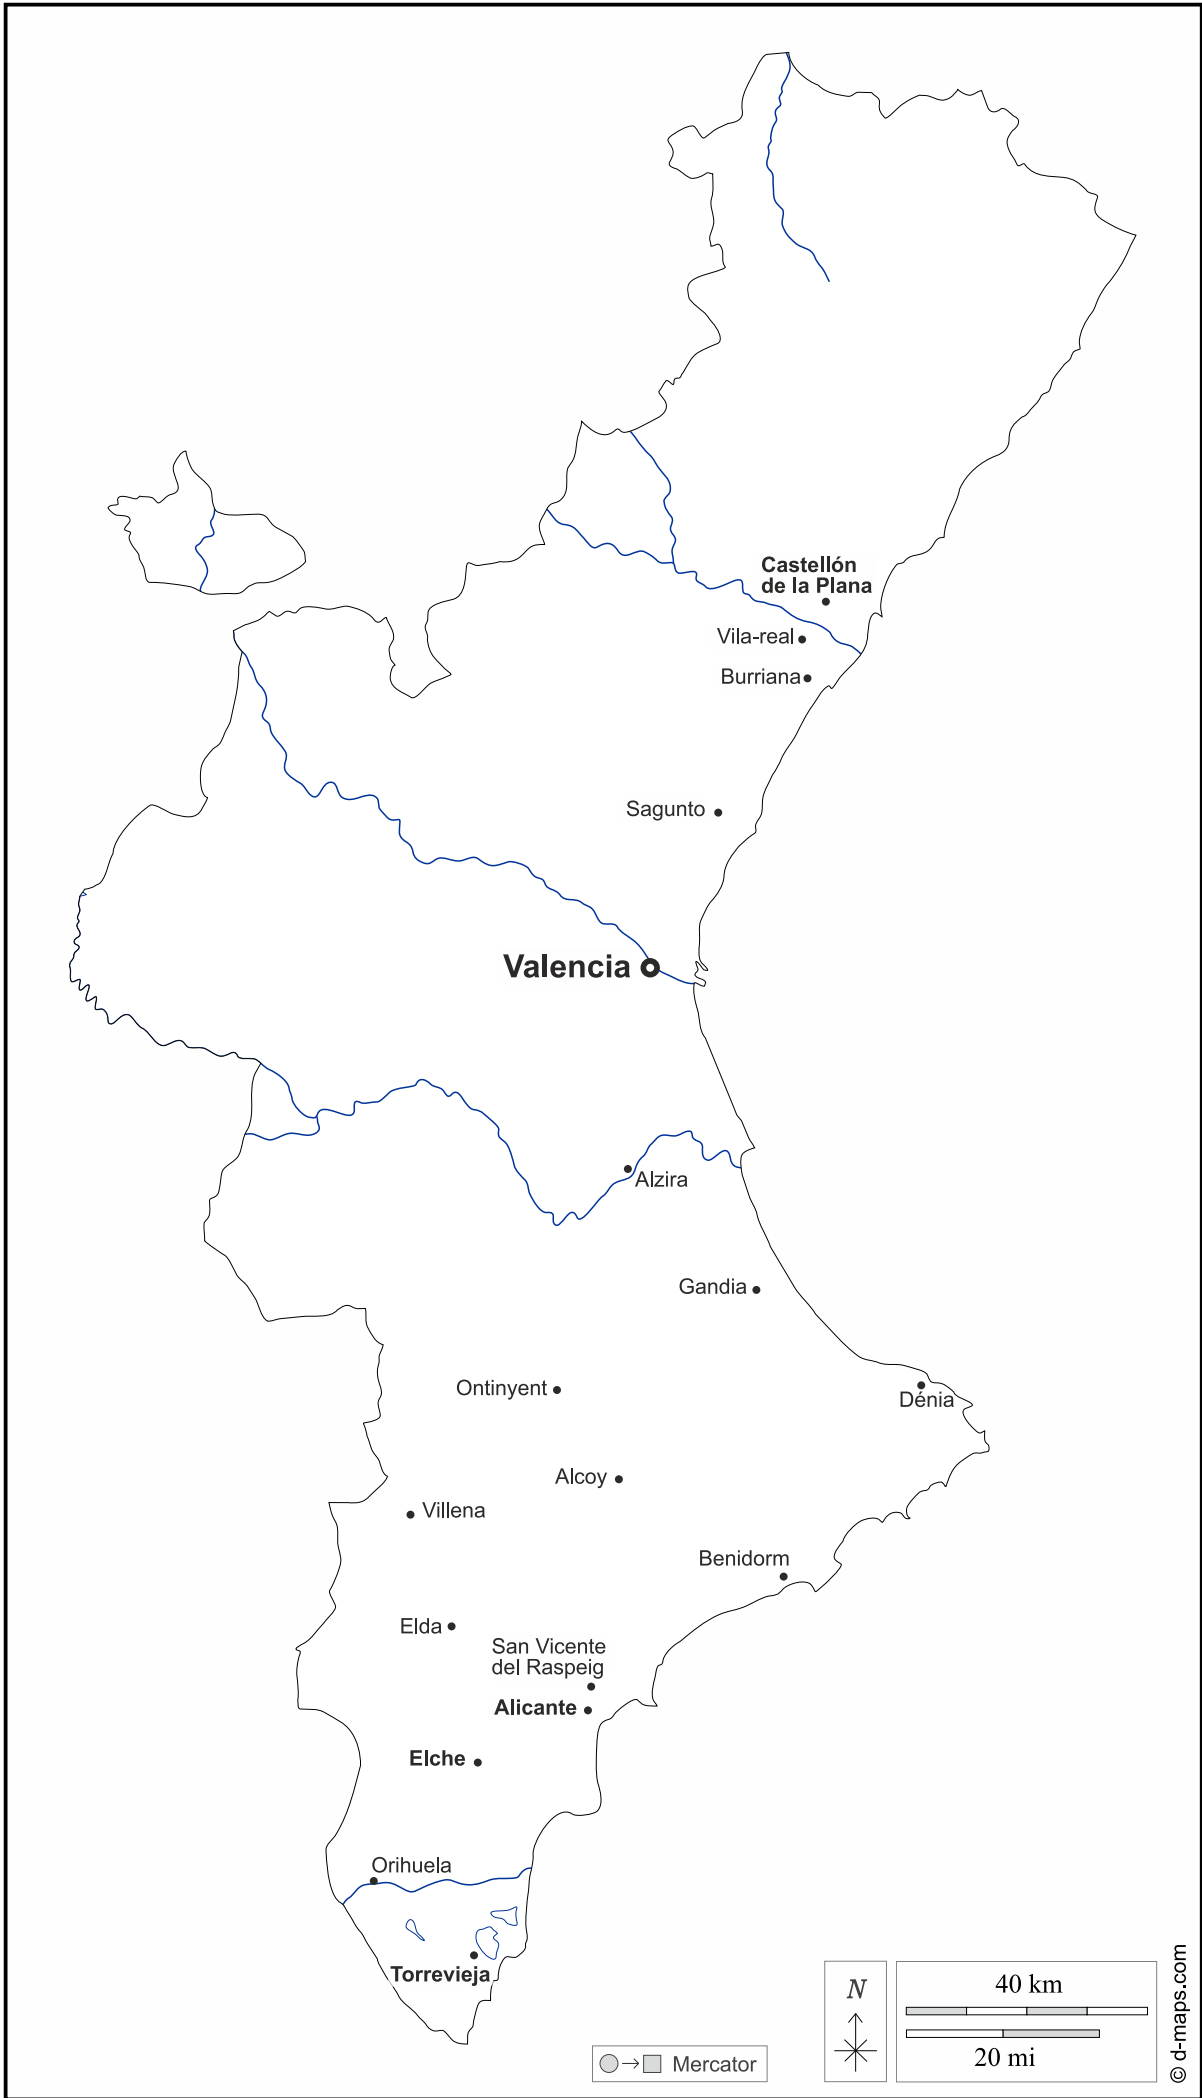 Castellón
de la Plana
Vila-real
Burriana
Sagunto
Valencia
Alzira
Gandia
Ontinyent
Dénia
Alcoy
Villena
Benidorm
Elda
San Vicente
del Raspeig
Alicante
Elche
Orihuela
Torrevieja
N
40 km
20 mi
Mercator
© d-maps.com